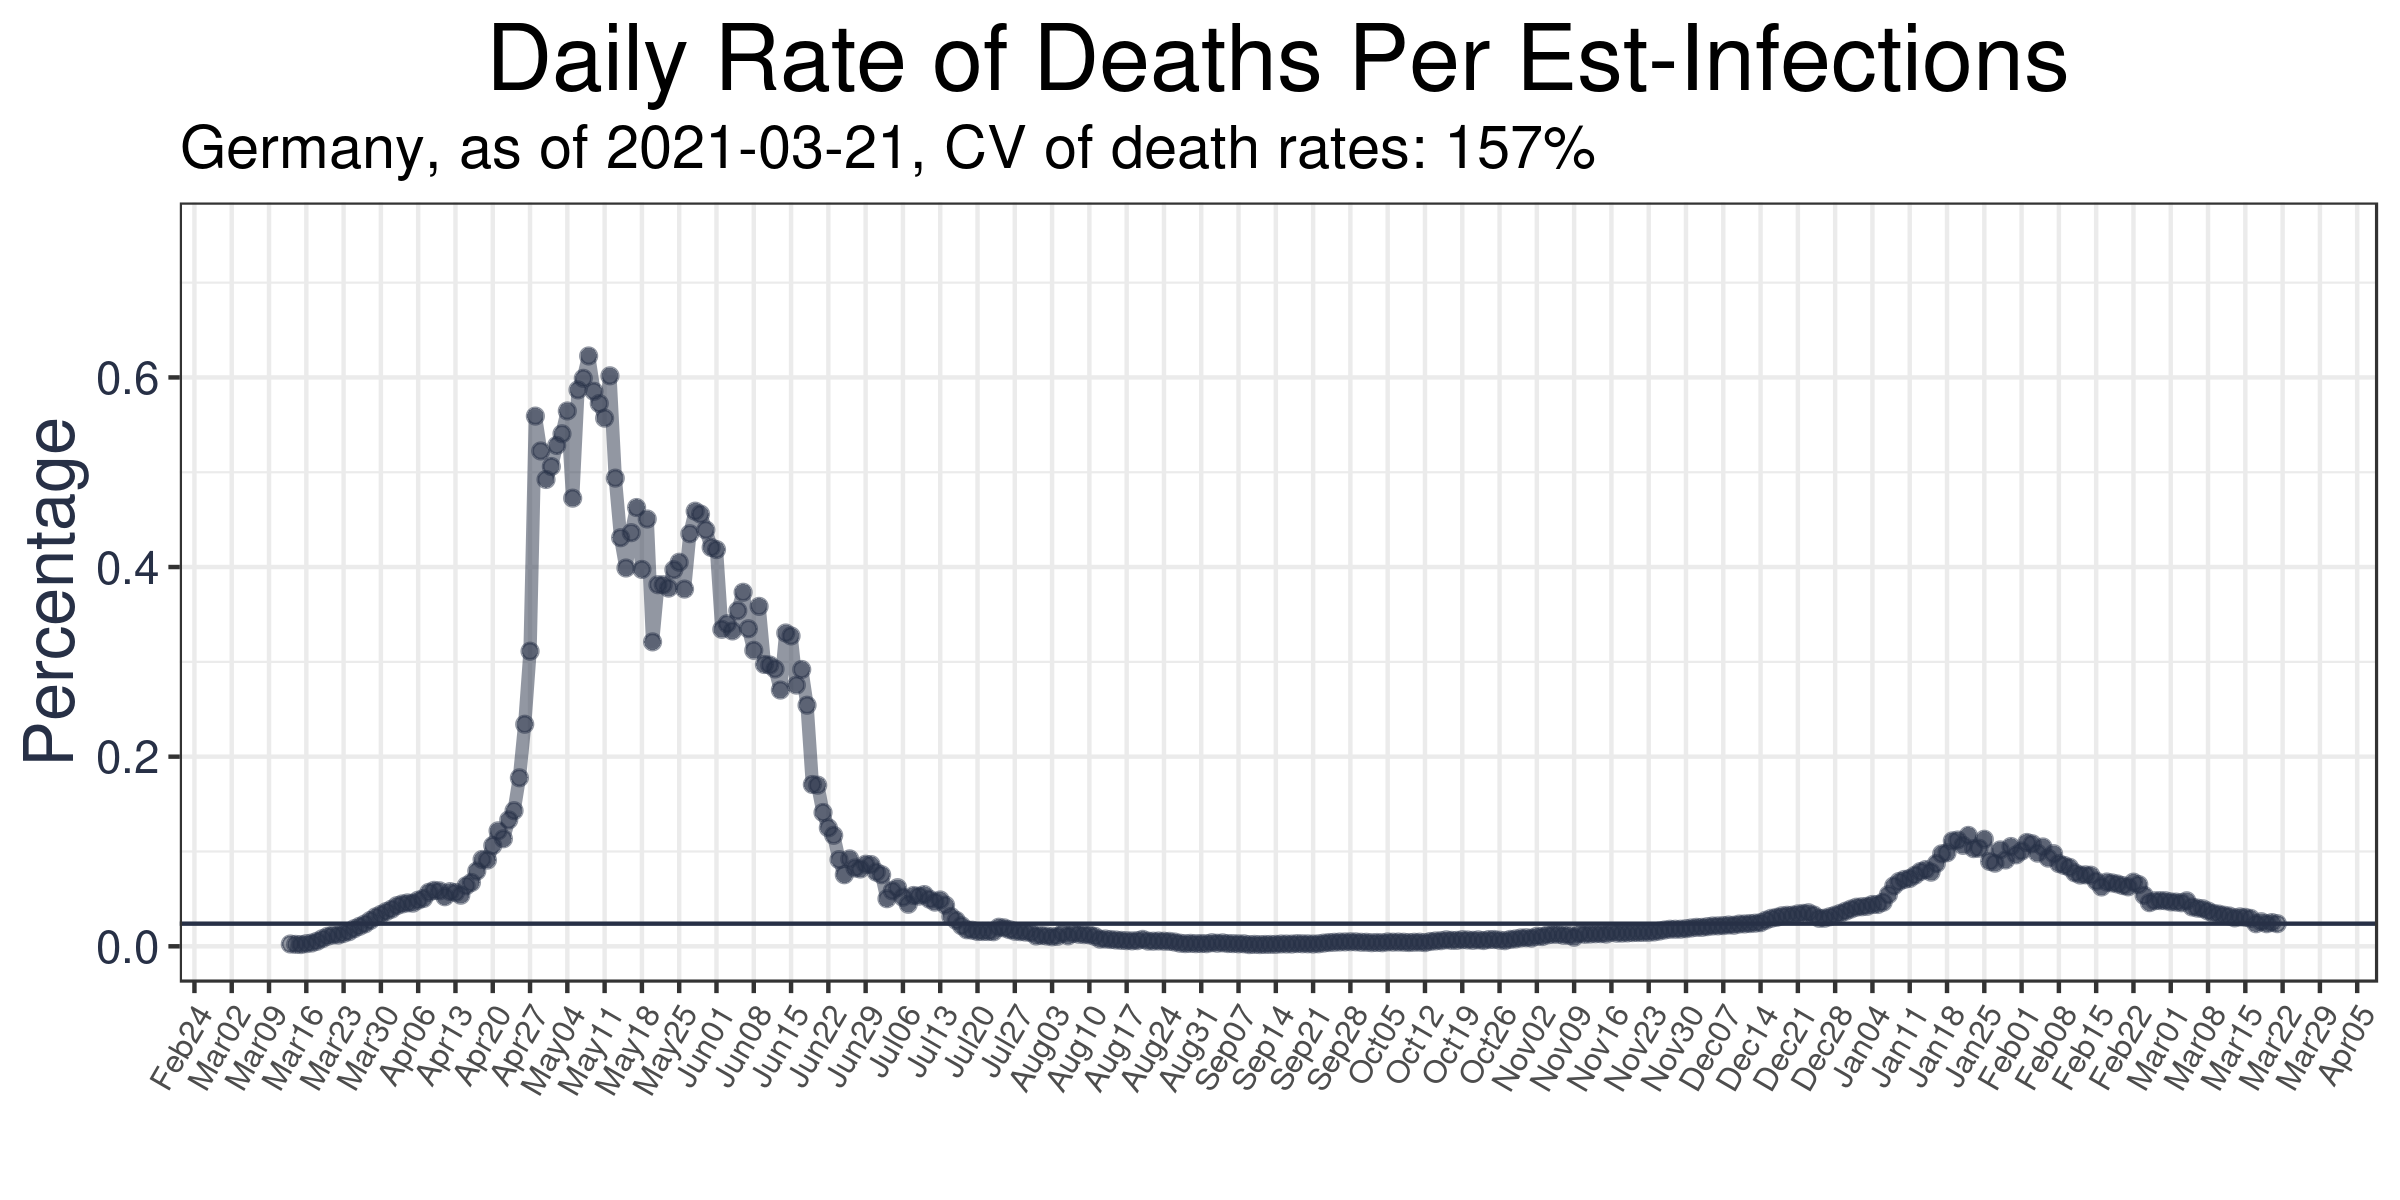 Daily Rate of Deaths Per Est-Infections
Germany, as of 2021-03-21, CV of death rates: 157%
Percentage
0.6
0.4
0.2
0.0
Feb24
Mar02
Mar09
Mar16
Mar23
Mar30
Apr06
Apr13
Apr20
Apr27
May04
May11
May18
May25
Jun01
Jun08
Jun15
Jun22
Jun29
Jul06
Jul13
Jul20
Jul27
Aug03
Aug10
Aug17
Aug24
Aug31
Sep07
Sep14
Sep21
Sep28
Oct05
Oct12
Oct19
Oct26
Nov02
Nov09
Nov16
Nov23
Nov30
Dec07
Dec14
Dec21
Dec28
Jan04
Jan11
Jan18
Jan25
Feb01
Feb08
Feb15
Feb22
Mar01
Mar08
Mar15
Mar22
Mar29
Apr05